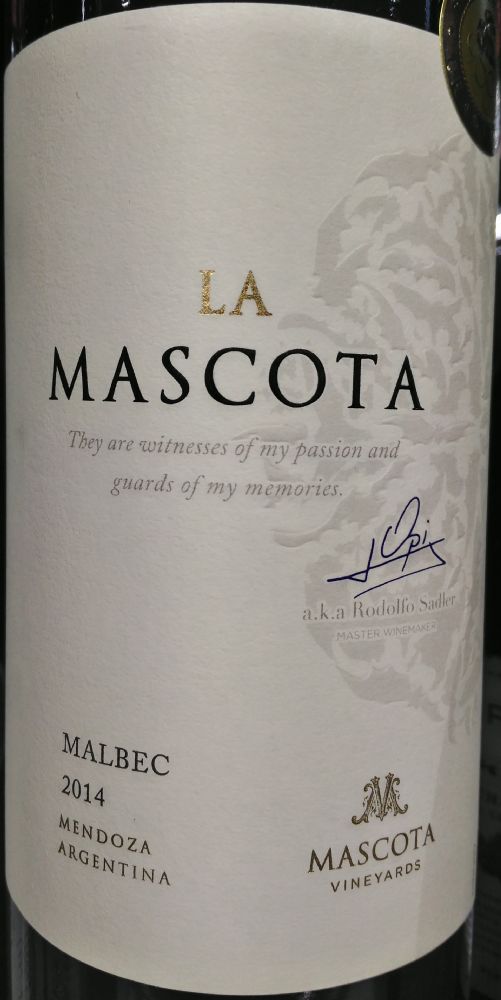 LA
MASCOTA
They are witnesses of my passion and
guards of my memories.
Opi
a.k.a Rodolfo Sadler
MASTER WINEMAKER
MALBEC
2014
MENDOZA
ARGENTINA
M
MASCOTA
VINEYARDS